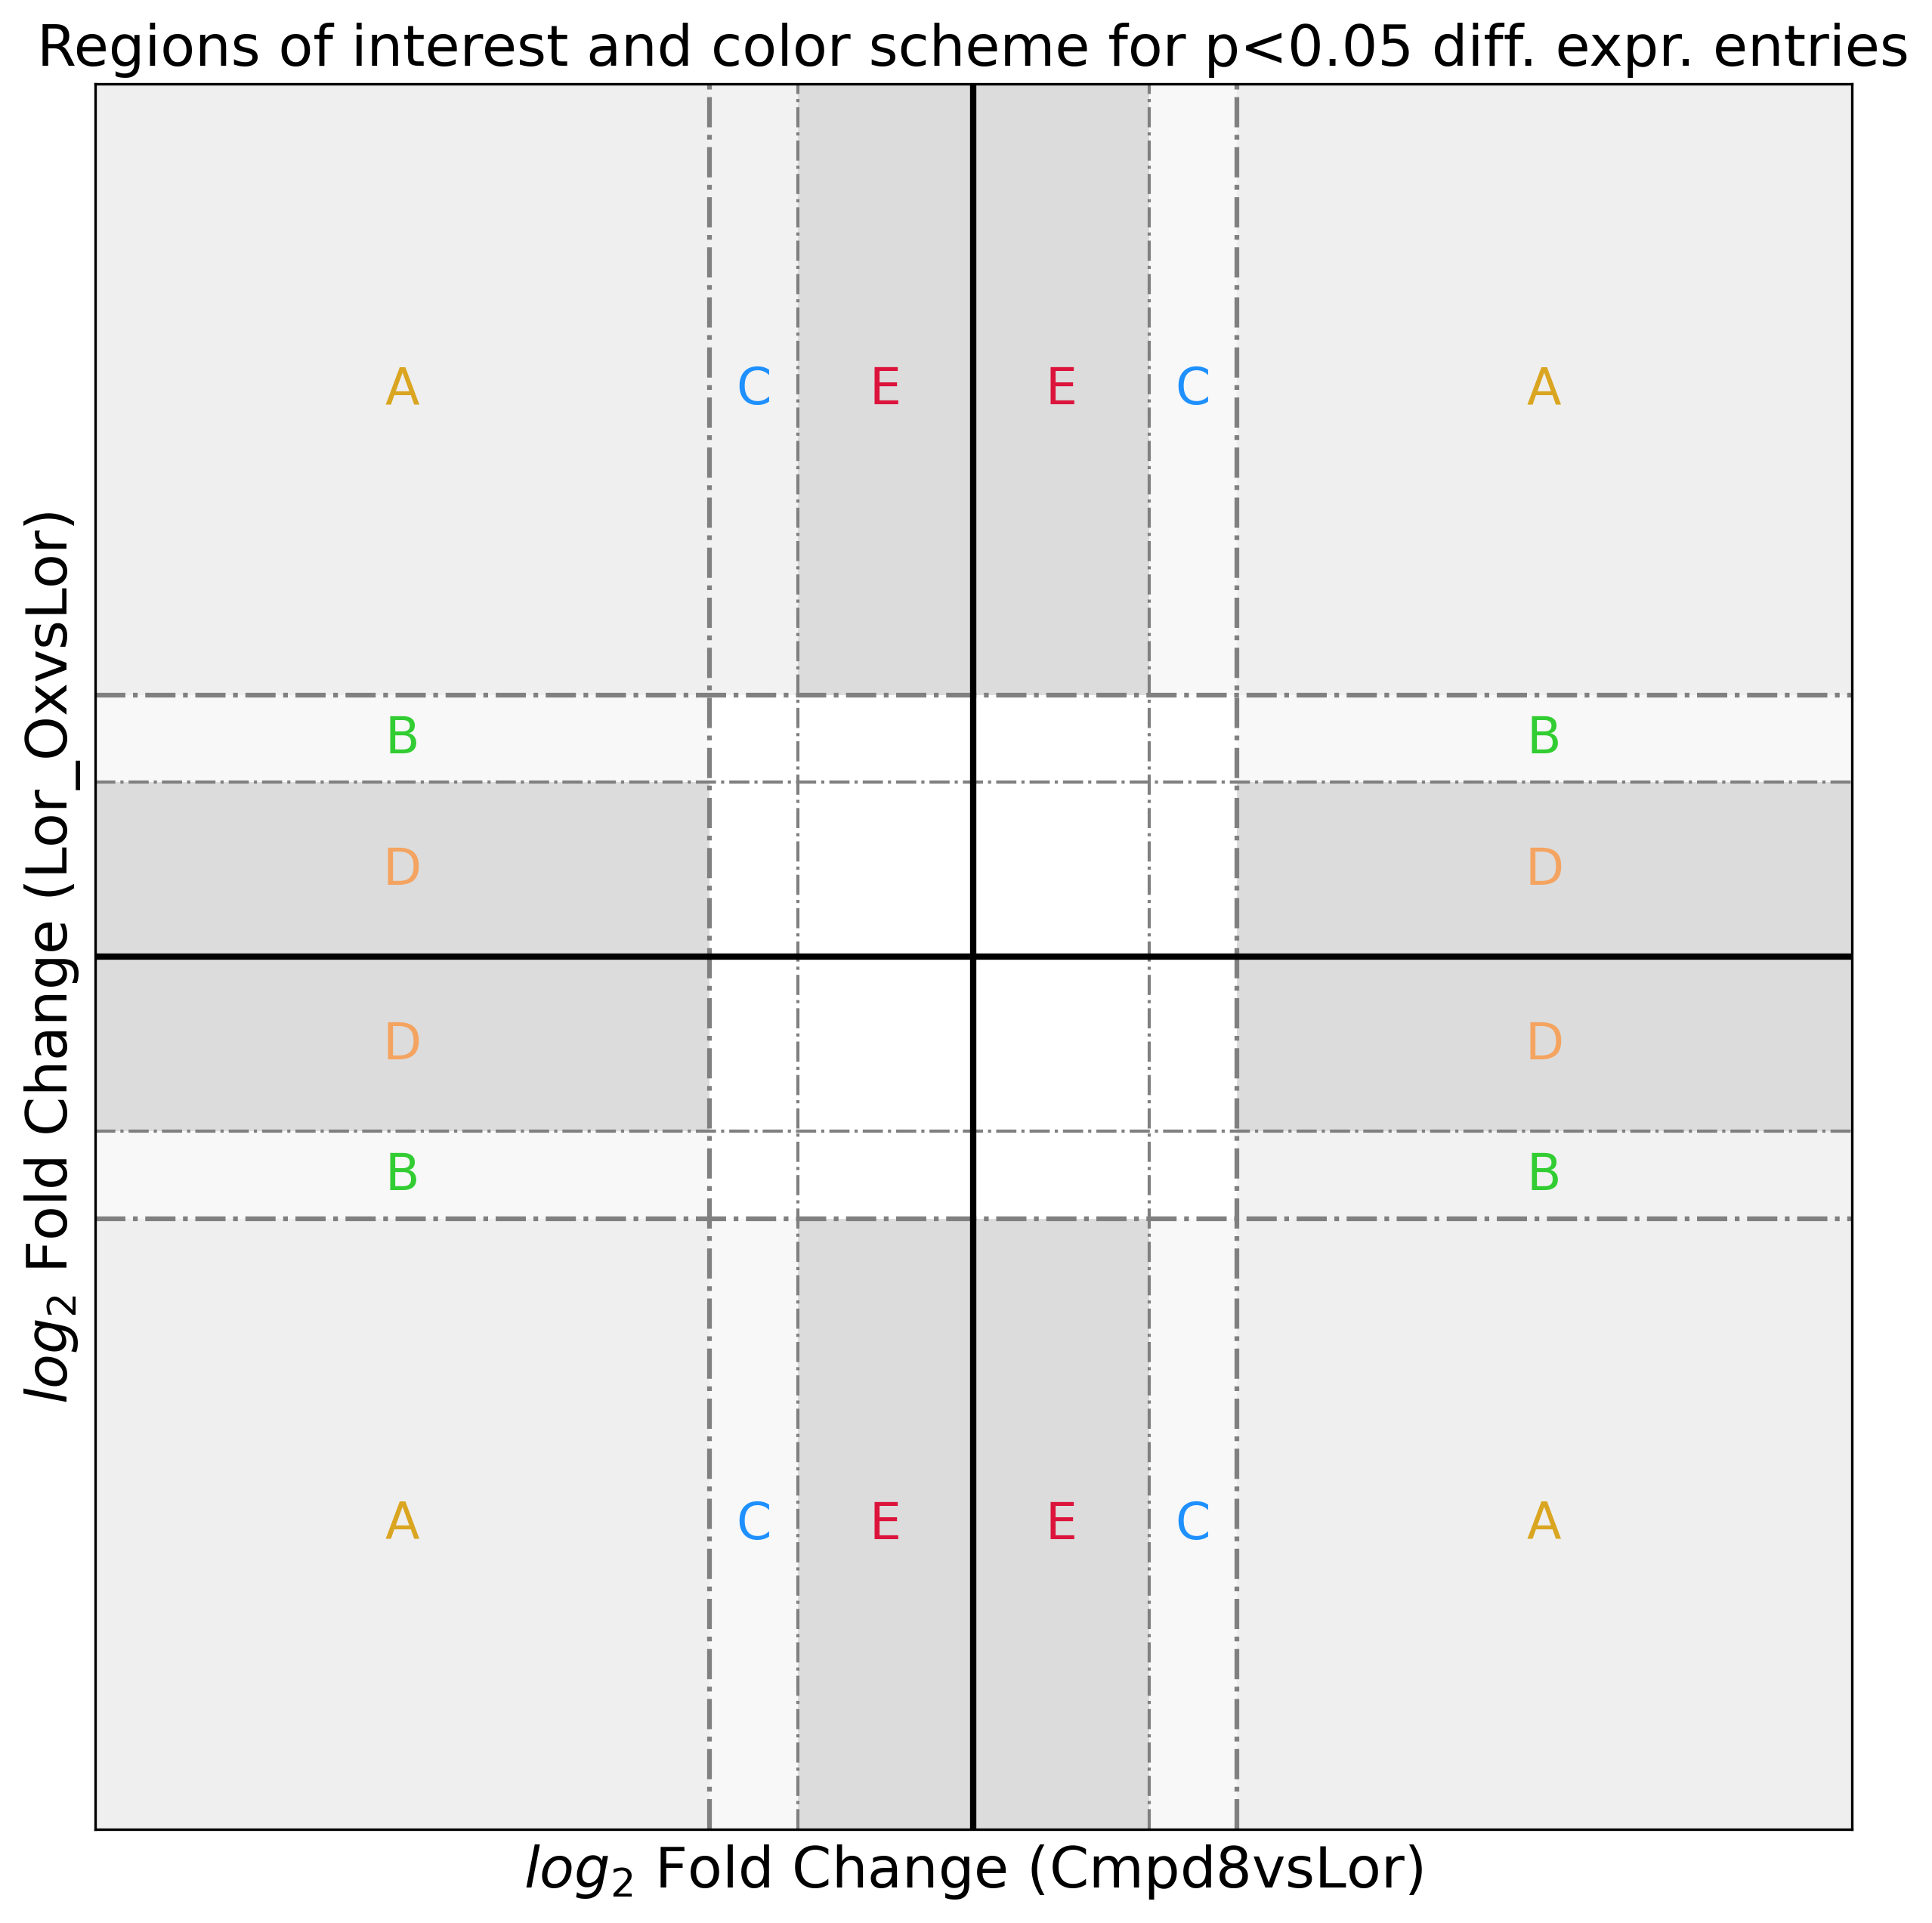 Regions of interest and color scheme for p<0.05 diff. expr. entries
A C E E C A
B B
D D
D D
B B
A C E E C A
log₂ Fold Change (Lor_OxvsLor)
log₂ Fold Change (Cmpd8vsLor)